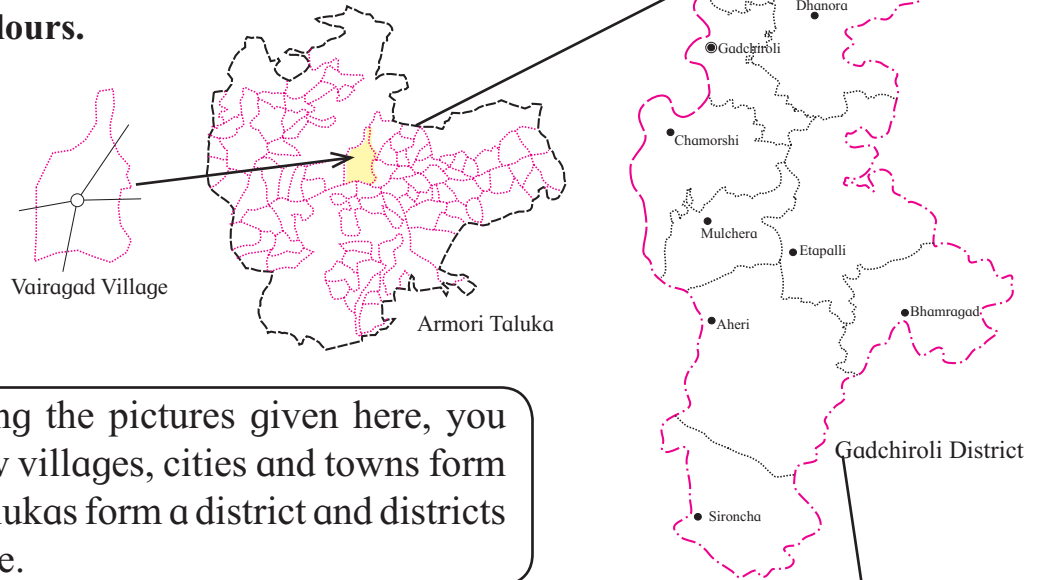 lours.
Dhanora
Gadchiroli
Chamorshi
Mulchera
Etapalli
Vairagad Village
Armori Taluka
Aheri
Bhamragad
ng the pictures given here, you
y villages, cities and towns form
lukas form a district and districts
e.
Gadchiroli District
Sironcha